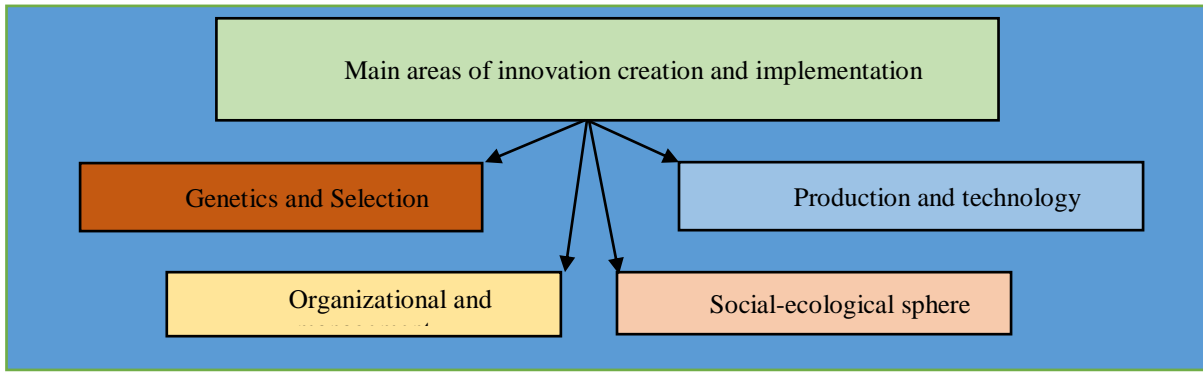 Main areas of innovation creation and implementation
Genetics and Selection
Production and technology
Organizational and
Social-ecological sphere